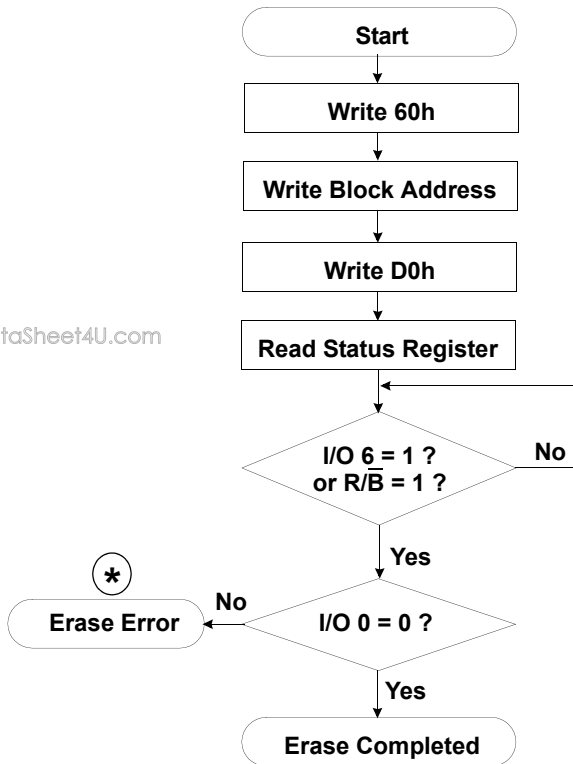 Start
Write 60h
Write Block Address
Write D0h
taSheet4U.com
Read Status Register
I/O 6 = 1 ?
or R/B̅ = 1 ?
No
Yes
*
No
Erase Error
I/O 0 = 0 ?
Yes
Erase Completed